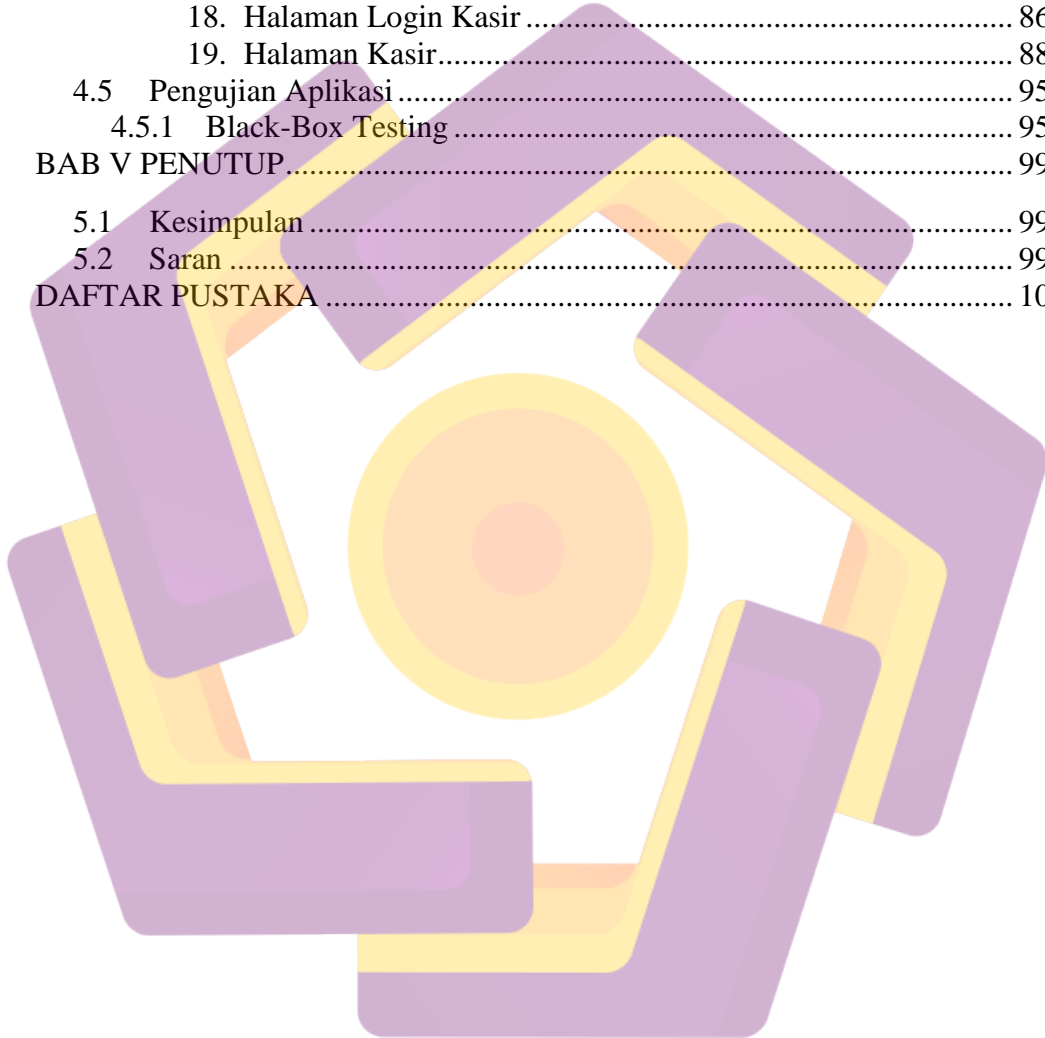 18. Halaman Login Kasir ................................................................ 86
19. Halaman Kasir........................................................................... 88
4.5 Pengujian Aplikasi................................................................................ 95
4.5.1 Black-Box Testing ......................................................................... 95
BAB V PENUTUP............................................................................................. 99
5.1 Kesimpulan ........................................................................................... 99
5.2 Saran ..................................................................................................... 99
DAFTAR PUSTAKA ........................................................................................